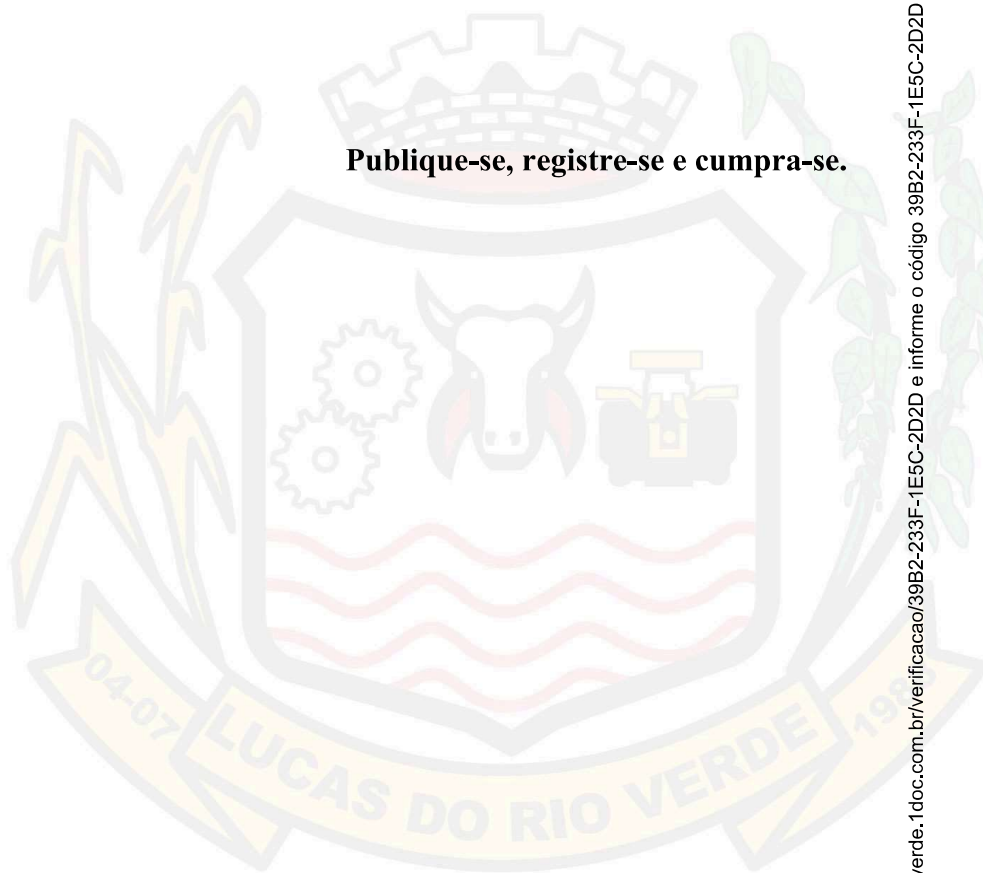 Publique-se, registre-se e cumpra-se.
04-07
LUCAS DO RIO VERDE
verde.1doc.com.br/verificacao/39B2-233F-1E5C-2D2D e informe o código 39B2-233F-1E5C-2D2D